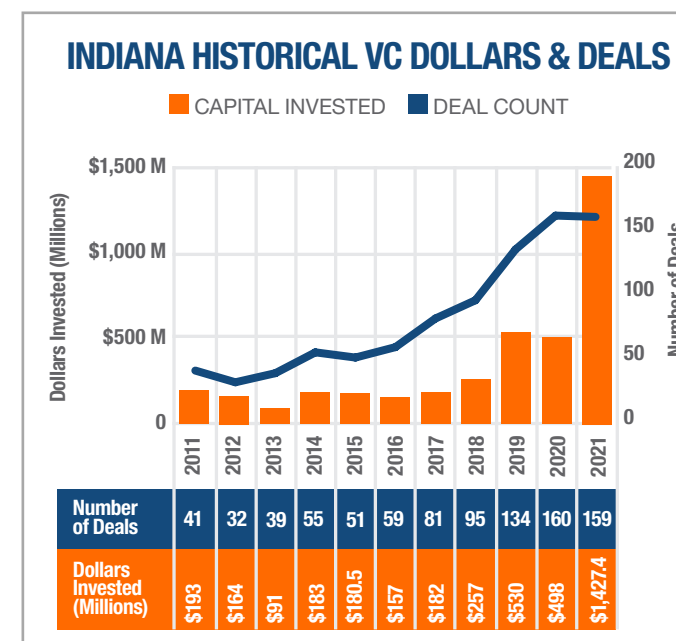 INDIANA HISTORICAL VC DOLLARS & DEALS
CAPITAL INVESTED DEAL COUNT
Dollars Invested (Millions)
$1,500 M
$1,000 M
$500 M
0
200
150
100
50
0
Number of Deals
2011 2012 2013 2014 2015 2016 2017 2018 2019 2020 2021
Number
of Deals
41 32 39 55 51 59 81 95 134 160 159
Dollars
Invested
(Millions)
$193 $164 $91 $183 $180.5 $157 $182 $257 $530 $498 $1,427.4